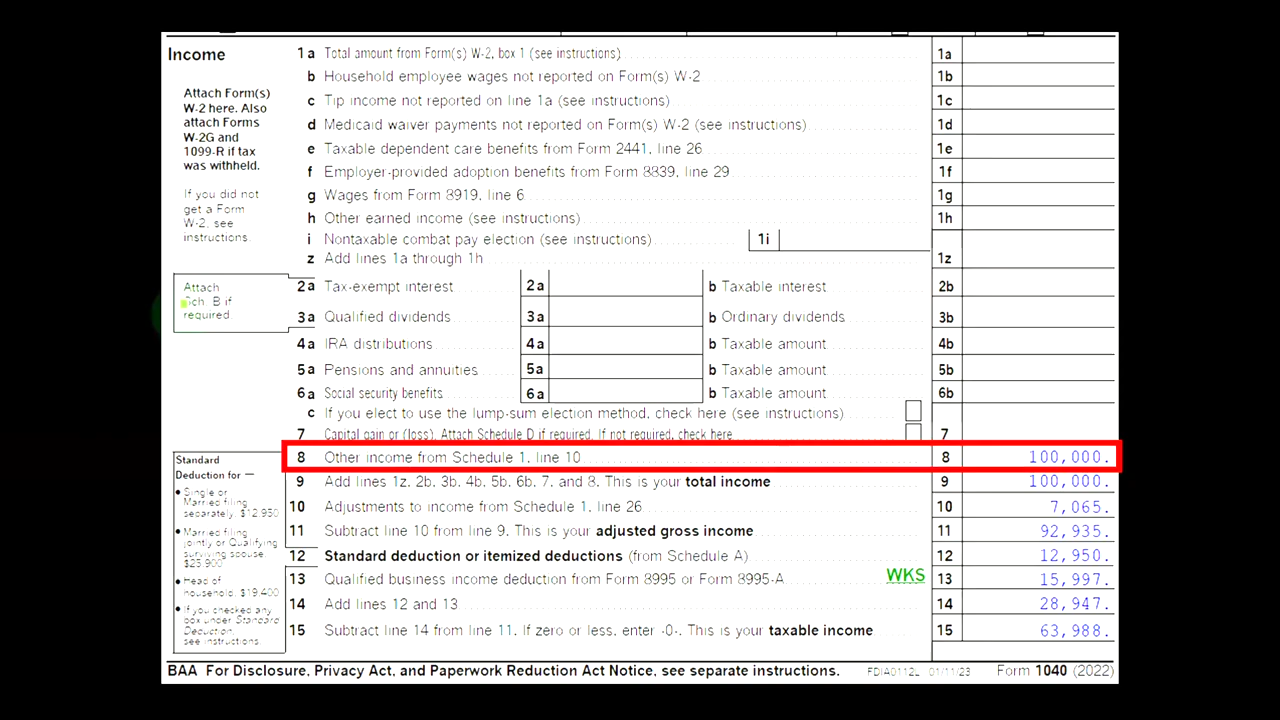 Income
1a Total amount from Form(s) W-2, box 1 (see instructions) 1a
b Household employee wages not reported on Form(s) W-2 1b
Attach Form(s)
W-2 here. Also
attach Forms
W-2G and
1099-R if tax
was withheld.
c Tip income not reported on line 1a (see instructions) 1c
d Medicaid waiver payments not reported on Form(s) W-2 (see instructions) 1d
e Taxable dependent care benefits from Form 2441, line 26 1e
f Employer-provided adoption benefits from Form 8839, line 29 1f
If you did not
get a Form
W-2, see
instructions.
g Wages from Form 8919, line 6 1g
h Other earned income (see instructions) 1h
i Nontaxable combat pay election (see instructions) 1i
z Add lines 1a through 1h 1z
Attach
Sch. B if
required
2a Tax-exempt interest 2a b Taxable interest 2b
3a Qualified dividends 3a b Ordinary dividends 3b
4a IRA distributions 4a b Taxable amount 4b
5a Pensions and annuities 5a b Taxable amount 5b
6a Social security benefits 6a b Taxable amount 6b
c If you elect to use the lump-sum election method, check here (see instructions)
7 Capital gain or (loss). Attach Schedule D if required. If not required, check here 7
Standard
Deduction for —
• Single or
Married filing
separately, $12,950
• Married filing
jointly or Qualifying
surviving spouse,
$25,900
• Head of
household, $19,400
• If you checked any
box under Standard
Deduction,
see instructions.
8 Other income from Schedule 1, line 10 8 100,000.
9 Add lines 1z, 2b, 3b, 4b, 5b, 6b, 7, and 8. This is your total income 9 100,000.
10 Adjustments to income from Schedule 1, line 26 10 7,065.
11 Subtract line 10 from line 9. This is your adjusted gross income 11 92,935.
12 Standard deduction or itemized deductions (from Schedule A) 12 12,950.
13 Qualified business income deduction from Form 8995 or Form 8995-A WKS 13 15,997.
14 Add lines 12 and 13 14 28,947.
15 Subtract line 14 from line 11. If zero or less, enter -0-. This is your taxable income 15 63,988.
BAA For Disclosure, Privacy Act, and Paperwork Reduction Act Notice, see separate instructions. FDIA0112L 01/11/23 Form 1040 (2022)